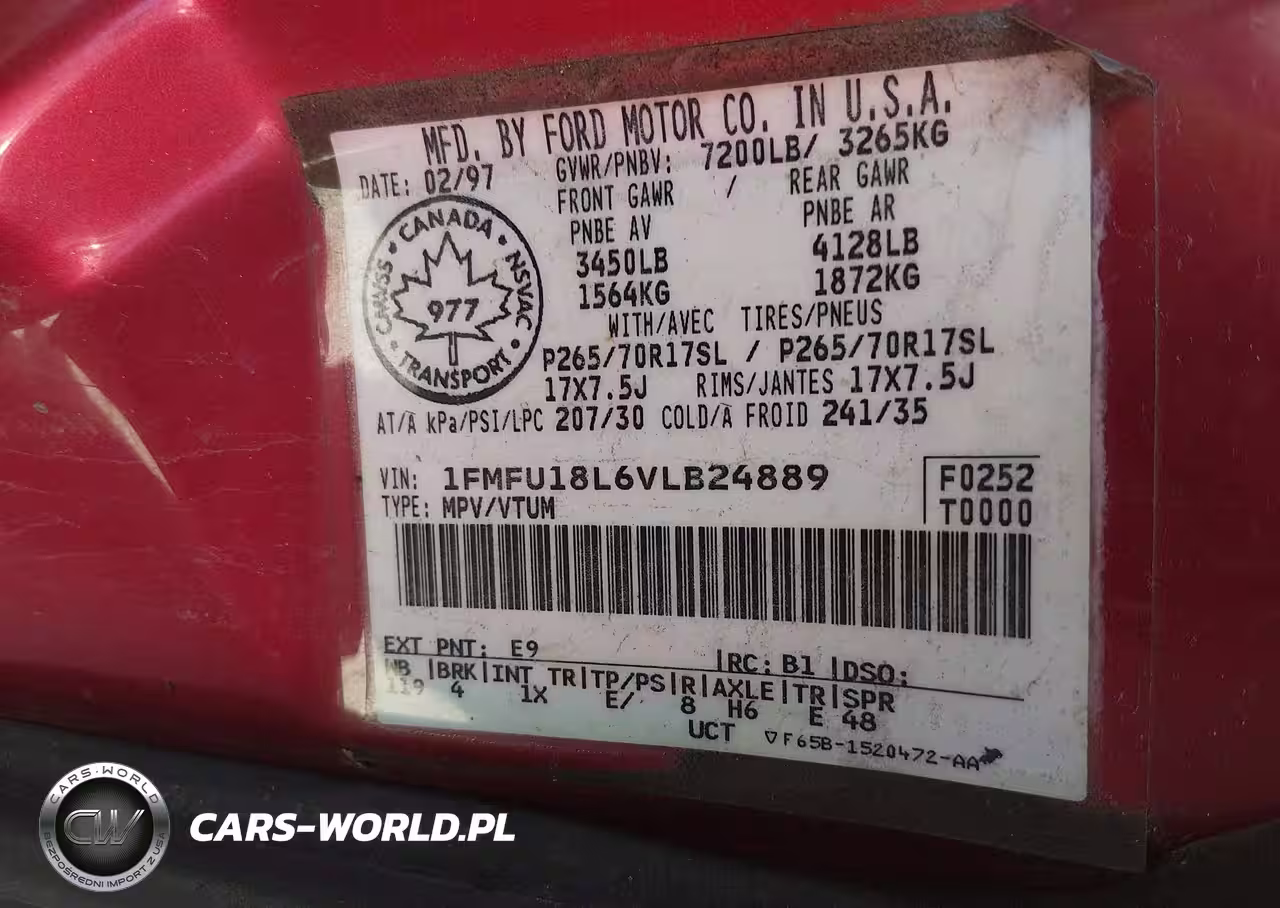 MFD. BY FORD MOTOR CO. IN U.S.A.
DATE: 02/97 GVWR/PNBV: 7200LB/ 3265KG
FRONT GAWR / REAR GAWR
PNBE AV PNBE AR
3450LB 4128LB
1564KG 1872KG
WITH/AVEC TIRES/PNEUS
P265/70R17SL / P265/70R17SL
17X7.5J RIMS/JANTES 17X7.5J
AT/A kPa/PSI/LPC 207/30 COLD/A FROID 241/35
CANADA • NSVAC • TRANSPORT • CMVSS •
977
VIN: 1FMFU18L6VLB24889
TYPE: MPV/VTUM
F0252
T0000
EXT PNT: E9 |RC: B1 |DSO:
WB |BRK|INT TR|TP/PS|R|AXLE|TR|SPR
119 4 1X E/ 8 H6 E 48
UCT ▽F65B-1520472-AA
CARS-WORLD
CW
BEZPOŚREDNI IMPORT Z USA
CARS-WORLD.PL